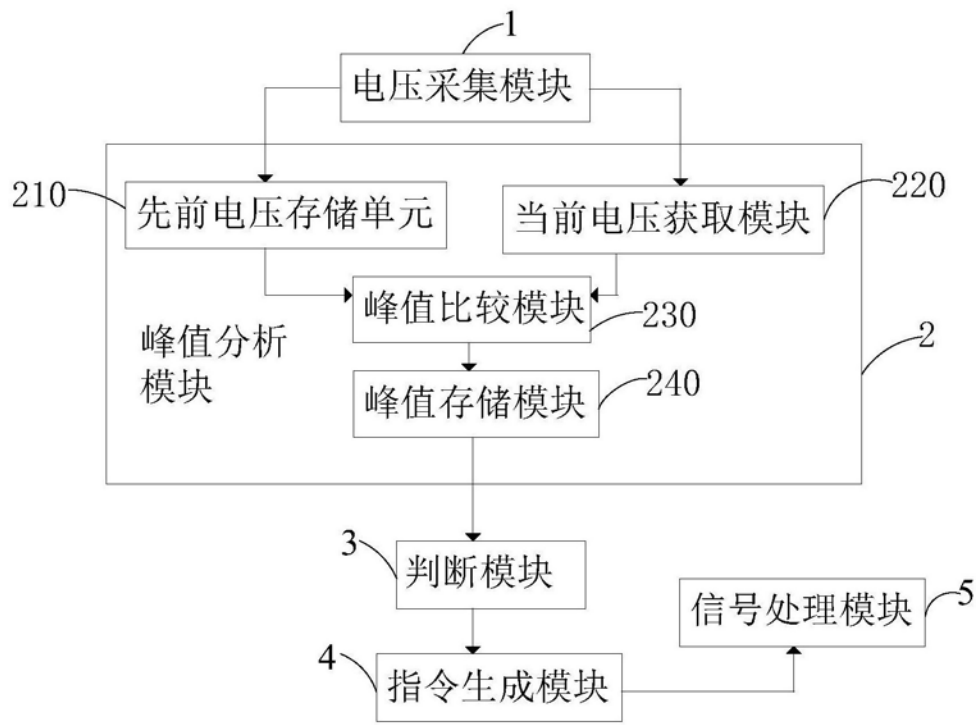 1
电压采集模块
210
先前电压存储单元
220
当前电压获取模块
峰值比较模块
230
2
峰值分析
模块
峰值存储模块
240
3
判断模块
信号处理模块
5
4
指令生成模块